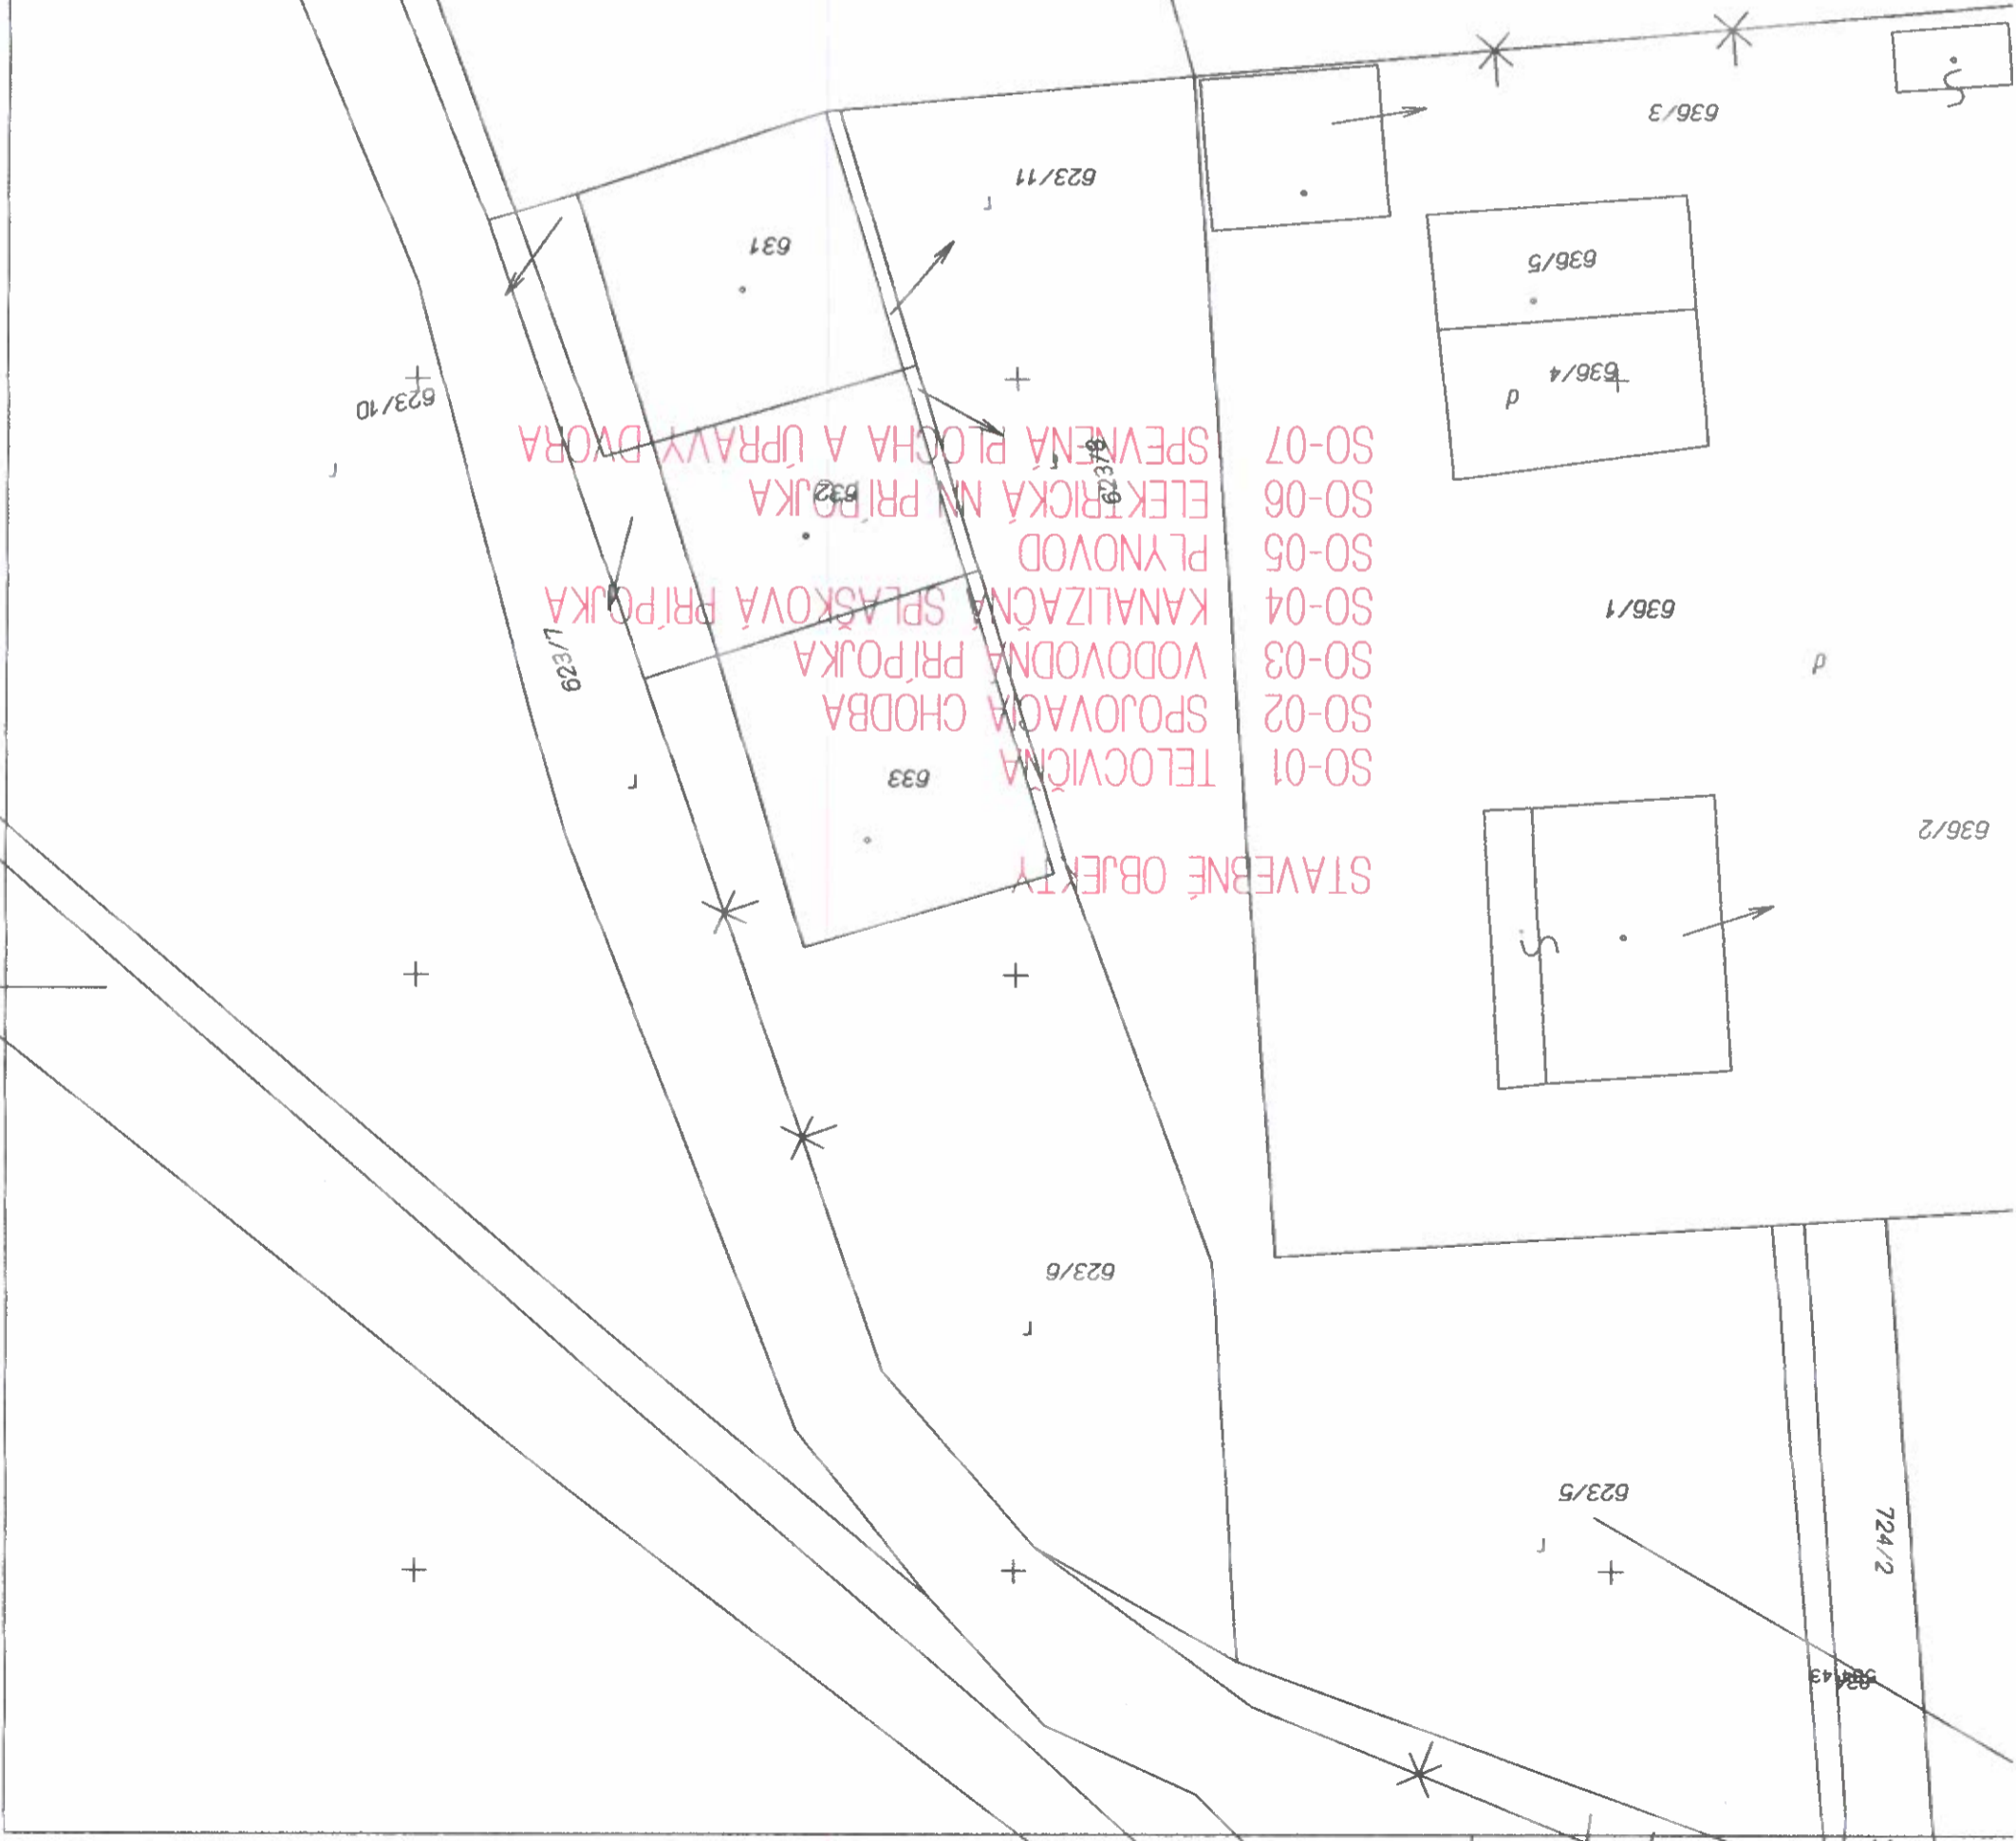 STAVEBNÉ OBJEKTY
SO-01 TELOCVIČŇA
SO-02 SPOJOVACIA CHODBA
SO-03 VODOVODNÁ PRÍPOJKA
SO-04 KANALIZAČNÁ SPLAŠKOVÁ PRÍPOJKA
SO-05 PLYNOVOD
SO-06 ELEKTRICKÁ NN PRÍPOJKA
SO-07 SPEVNENÁ PLOCHA A ÚPRAVY DVORA
724/2
623/5
r
623/6
r
636/2
633
r
d
636/1
623/7
632
623/8
r
623/10
d
636/4
636/5
631
r
623/11
636/3